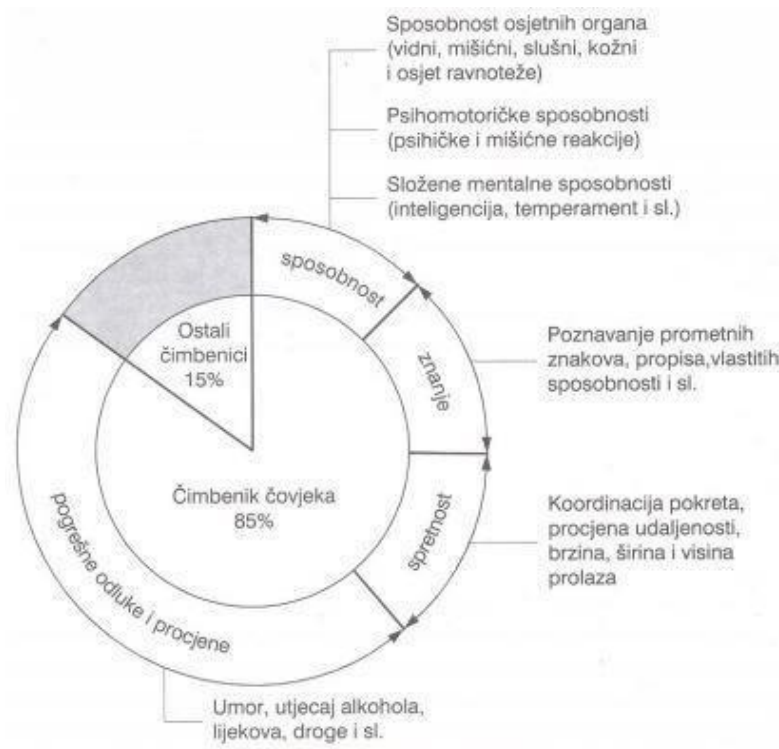 Sposobnost osjetnih organa
(vidni, mišićni, slušni, kožni
i osjet ravnoteže)
Psihomotoričke sposobnosti
(psihičke i mišićne reakcije)
Složene mentalne sposobnosti
(inteligencija, temperament i sl.)
sposobnost
Ostali
čimbenici
15%
znanje
Poznavanje prometnih
znakova, propisa,vlastitih
sposobnosti i sl.
Čimbenik čovjeka
85%
spretnost
Koordinacija pokreta,
procjena udaljenosti,
brzina, širina i visina
prolaza
pogrešne odluke i procjene
Umor, utjecaj alkohola,
lijekova, droge i sl.